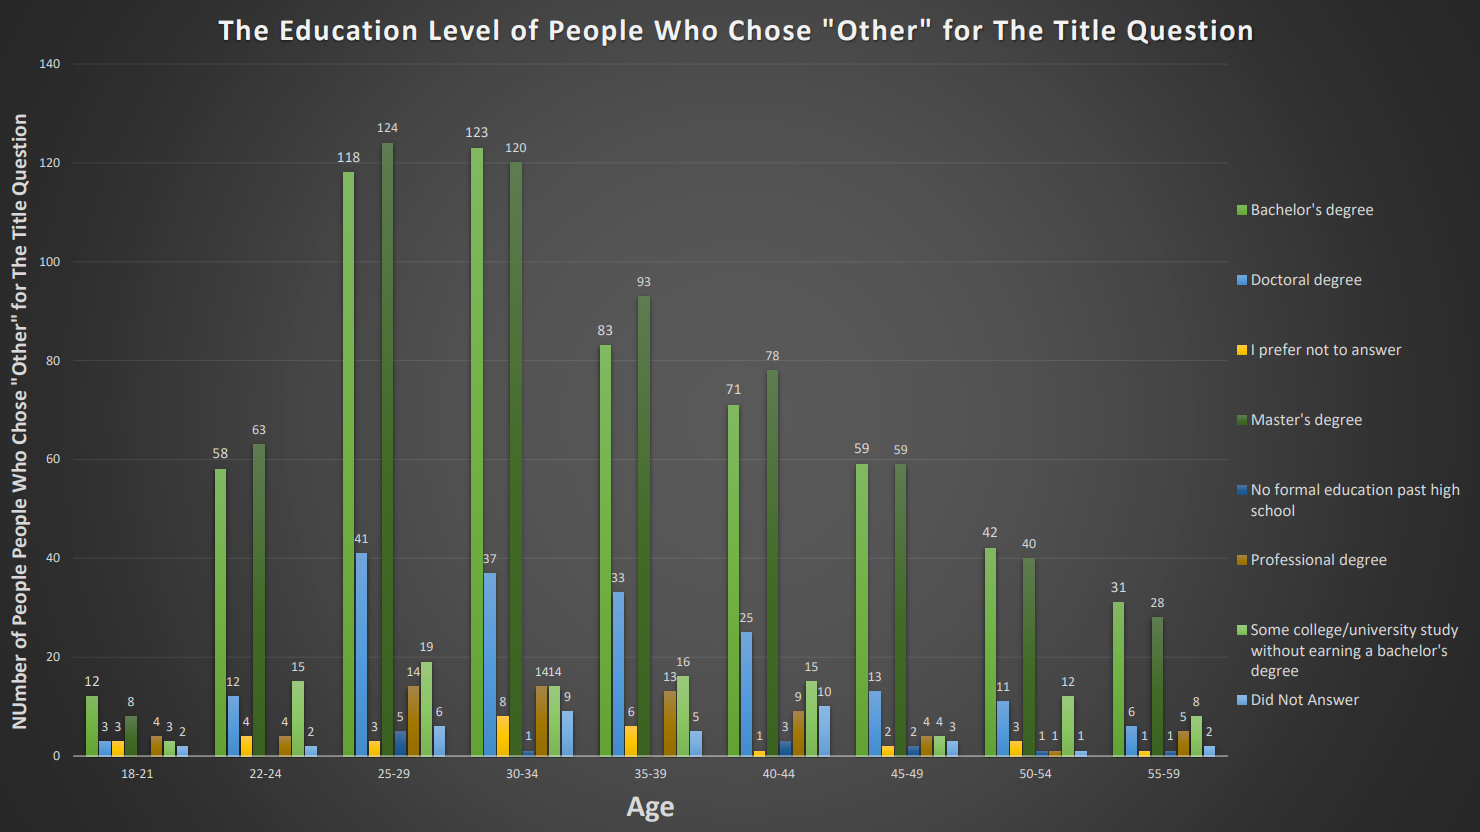 The Education Level of People Who Chose "Other" for The Title Question
NUmber of People People Who Chose "Other" for The Title Question
140
120
100
80
60
40
20
0
12 3 3 8 4 3 2
58 12 4 63 4 15 2
118 41 3 124 5 14 19 6
123 37 8 120 1 14 14 9
83 33 6 93 13 16 5
71 25 1 78 3 9 15 10
59 13 2 59 2 4 4 3
42 11 3 40 1 1 12 1
31 6 1 28 1 5 8 2
18-21 22-24 25-29 30-34 35-39 40-44 45-49 50-54 55-59
Age
Bachelor's degree
Doctoral degree
I prefer not to answer
Master's degree
No formal education past high
school
Professional degree
Some college/university study
without earning a bachelor's
degree
Did Not Answer